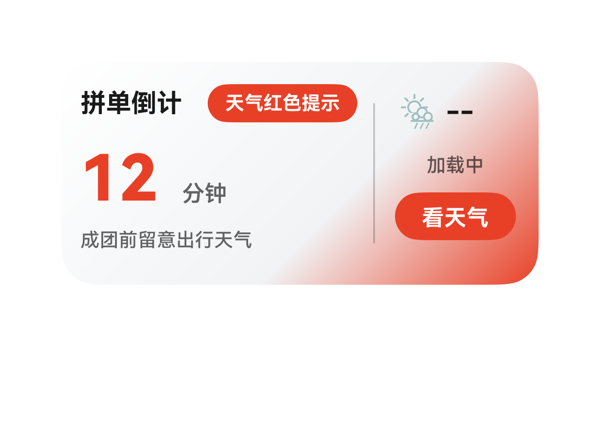 拼单倒计
天气红色提示
12 分钟
成团前留意出行天气
--
加载中
看天气